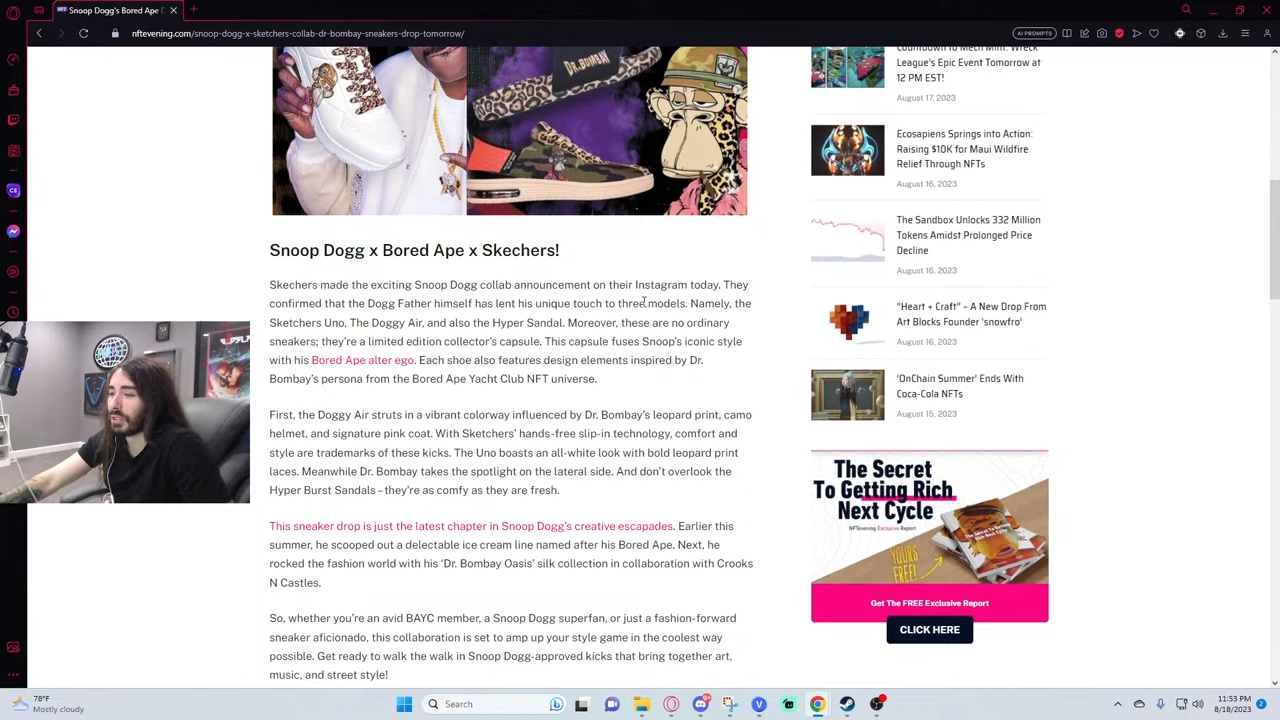 Snoop Dogg's Bored Ape D
nftevening.com/snoop-dogg-x-sketchers-collab-dr-bombay-sneakers-drop-tomorrow/
AI PROMPTS
DR. BOMBAY
Snoop Dogg x Bored Ape x Skechers!
Skechers made the exciting Snoop Dogg collab announcement on their Instagram today. They
confirmed that the Dogg Father himself has lent his unique touch to three models. Namely, the
Sketchers Uno, The Doggy Air, and also the Hyper Sandal. Moreover, these are no ordinary
sneakers; they're a limited edition collector's capsule. This capsule fuses Snoop's iconic style
with his Bored Ape alter ego. Each shoe also features design elements inspired by Dr.
Bombay's persona from the Bored Ape Yacht Club NFT universe.
First, the Doggy Air struts in a vibrant colorway influenced by Dr. Bombay's leopard print, camo
helmet, and signature pink coat. With Sketchers' hands-free slip-in technology, comfort and
style are trademarks of these kicks. The Uno boasts an all-white look with bold leopard print
laces. Meanwhile Dr. Bombay takes the spotlight on the lateral side. And don't overlook the
Hyper Burst Sandals – they're as comfy as they are fresh.
This sneaker drop is just the latest chapter in Snoop Dogg's creative escapades. Earlier this
summer, he scooped out a delectable ice cream line named after his Bored Ape. Next, he
rocked the fashion world with his 'Dr. Bombay Oasis' silk collection in collaboration with Crooks
N Castles.
So, whether you're an avid BAYC member, a Snoop Dogg superfan, or just a fashion-forward
sneaker aficionado, this collaboration is set to amp up your style game in the coolest way
possible. Get ready to walk the walk in Snoop Dogg-approved kicks that bring together art,
music, and street style!
Countdown To Mech Mint: Wreck
League's Epic Event Tomorrow at
12 PM EST!
August 17, 2023
Ecosapiens Springs into Action:
Raising $10K for Maui Wildfire
Relief Through NFTs
August 16, 2023
The Sandbox Unlocks 332 Million
Tokens Amidst Prolonged Price
Decline
August 16, 2023
“Heart + Craft” – A New Drop From
Art Blocks Founder ‘snowfro’
August 16, 2023
'OnChain Summer' Ends With
Coca-Cola NFTs
August 15, 2023
The Secret
To Getting Rich
Next Cycle
NFTevening Exclusive Report
YOURS
FREE!
Get The FREE Exclusive Report
CLICK HERE
78°F
Mostly cloudy
Search
11:53 PM
8/18/2023